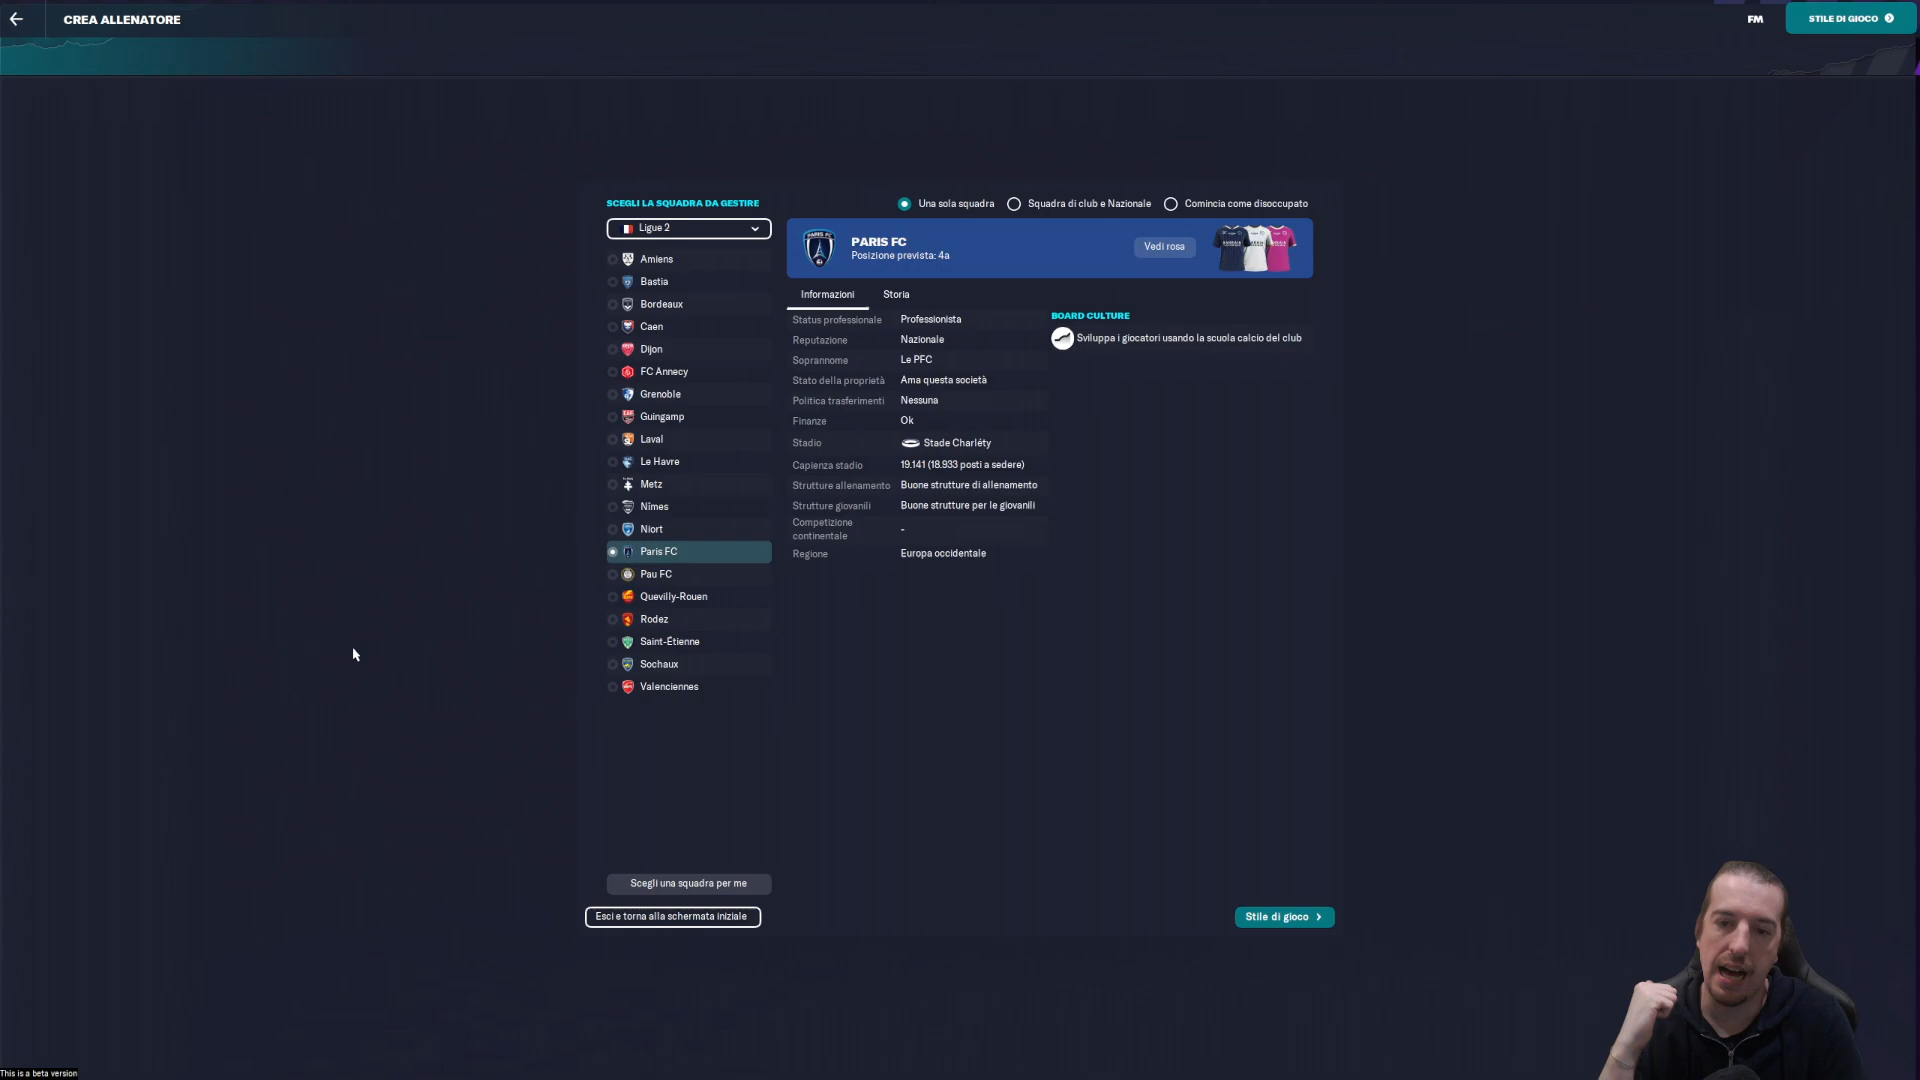 CREA ALLENATORE
FM
STILE DI GIOCO
SCEGLI LA SQUADRA DA GESTIRE
Una sola squadra
Squadra di club e Nazionale
Comincia come disoccupato
Ligue 2
Amiens
Bastia
Bordeaux
Caen
Dijon
FC Annecy
Grenoble
Guingamp
Laval
Le Havre
Metz
Nîmes
Niort
Paris FC
Pau FC
Quevilly-Rouen
Rodez
Saint-Étienne
Sochaux
Valenciennes
PARIS FC
PARIS FC
Posizione prevista: 4a
Vedi rosa
Informazioni
Storia
Status professionale Professionista
Reputazione Nazionale
Soprannome Le PFC
Stato della proprietà Ama questa società
Politica trasferimenti Nessuna
Finanze Ok
Stadio Stade Charléty
Capienza stadio 19.141 (18.933 posti a sedere)
Strutture allenamento Buone strutture di allenamento
Strutture giovanili Buone strutture per le giovanili
Competizione
continentale -
Regione Europa occidentale
BOARD CULTURE
Sviluppa i giocatori usando la scuola calcio del club
Scegli una squadra per me
Esci e torna alla schermata iniziale
Stile di gioco
This is a beta version